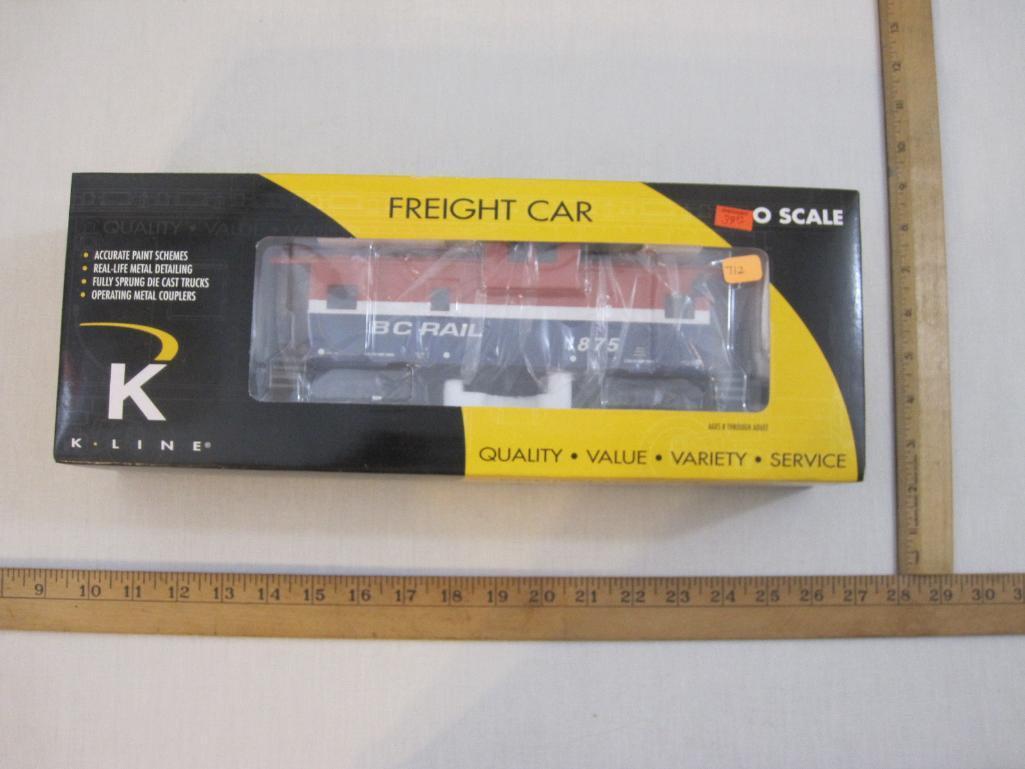 FREIGHT CAR
O SCALE
QUALITY • VALUE
• ACCURATE PAINT SCHEMES
• REAL-LIFE METAL DETAILING
• FULLY SPRUNG DIE CAST TRUCKS
• OPERATING METAL COUPLERS
712
BC RAIL
1875
K
K • LINE®
AGES 8 THROUGH ADULT
QUALITY • VALUE • VARIETY • SERVICE
9 10 11 12 13 14 15 16 17 18 19 20 21 22 23 24 25 26 27 28 29 30